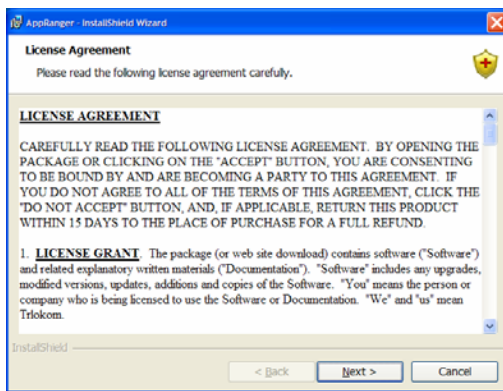 AppRanger - InstallShield Wizard
License Agreement
Please read the following license agreement carefully.
LICENSE AGREEMENT
CAREFULLY READ THE FOLLOWING LICENSE AGREEMENT.  BY OPENING THE
PACKAGE OR CLICKING ON THE "ACCEPT" BUTTON, YOU ARE CONSENTING
TO BE BOUND BY AND ARE BECOMING A PARTY TO THIS AGREEMENT.  IF
YOU DO NOT AGREE TO ALL OF THE TERMS OF THIS AGREEMENT, CLICK THE
"DO NOT ACCEPT" BUTTON, AND, IF APPLICABLE, RETURN THIS PRODUCT
WITHIN 15 DAYS TO THE PLACE OF PURCHASE FOR A FULL REFUND.
1.  LICENSE GRANT.  The package (or web site download) contains software ("Software")
and related explanatory written materials ("Documentation").  "Software" includes any upgrades,
modified versions, updates, additions and copies of the Software.  "You" means the person or
company who is being licensed to use the Software or Documentation.  "We" and "us" mean
Trlokom.
InstallShield
< Back
Next >
Cancel